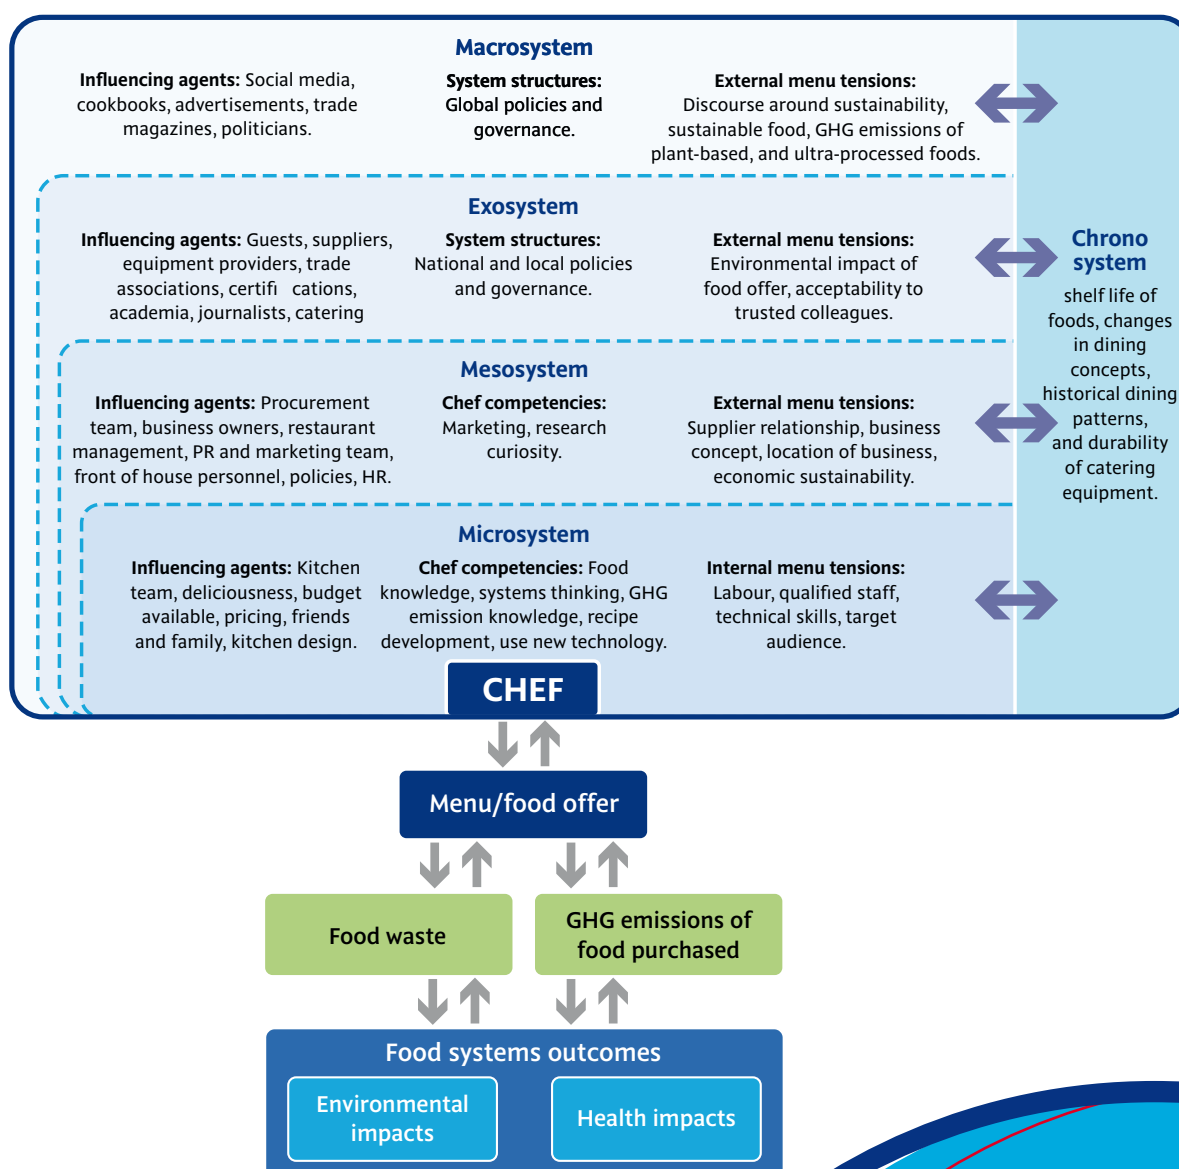 Macrosystem
Influencing agents: Social media,
cookbooks, advertisements, trade
magazines, politicians.
System structures:
Global policies and
governance.
External menu tensions:
Discourse around sustainability,
sustainable food, GHG emissions of
plant-based, and ultra-processed foods.
Exosystem
Influencing agents: Guests, suppliers,
equipment providers, trade
associations, certifi cations,
academia, journalists, catering
System structures:
National and local policies
and governance.
External menu tensions:
Environmental impact of
food offer, acceptability to
trusted colleagues.
Mesosystem
Influencing agents: Procurement
team, business owners, restaurant
management, PR and marketing team,
front of house personnel, policies, HR.
Chef competencies:
Marketing, research
curiosity.
External menu tensions:
Supplier relationship, business
concept, location of business,
economic sustainability.
Microsystem
Influencing agents: Kitchen
team, deliciousness, budget
available, pricing, friends
and family, kitchen design.
Chef competencies: Food
knowledge, systems thinking, GHG
emission knowledge, recipe
development, use new technology.
Internal menu tensions:
Labour, qualified staff,
technical skills, target
audience.
Chrono
system
shelf life of
foods, changes
in dining
concepts,
historical dining
patterns,
and durability
of catering
equipment.
CHEF
Menu/food offer
Food waste
GHG emissions of
food purchased
Food systems outcomes
Environmental
impacts
Health impacts